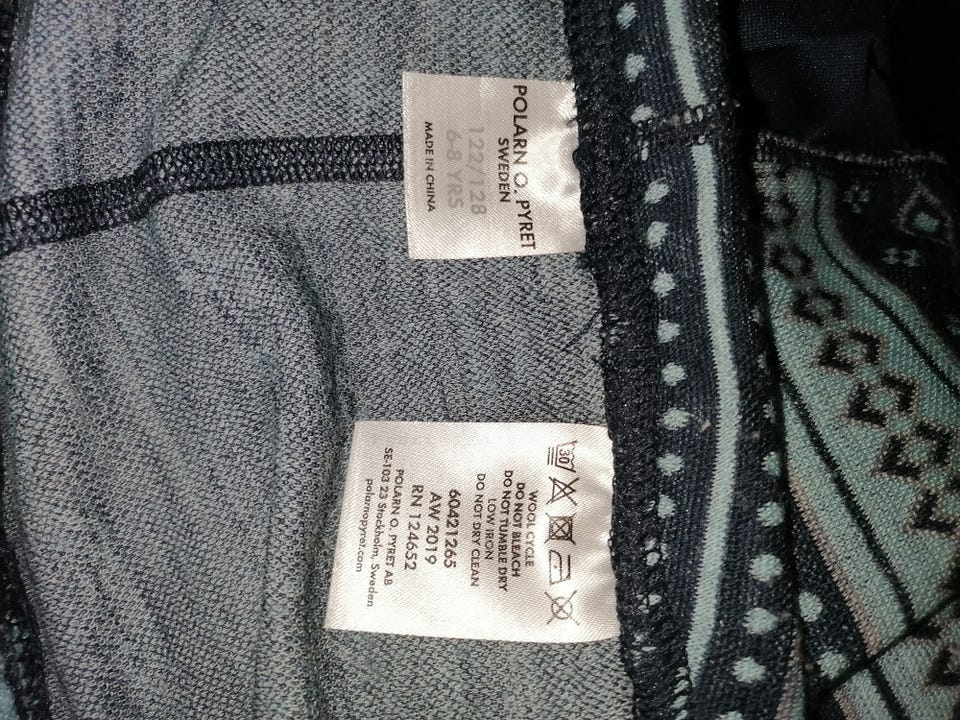 POLARN O. PYRET
SWEDEN
122/128
6-8 YRS
MADE IN CHINA
30
WOOL CYCLE
DO NOT BLEACH
DO NOT TUMBLE DRY
LOW IRON
DO NOT DRY CLEAN
60421265
AW 2019
RN 124652
POLARN O. PYRET AB
SE-103 23 Stockholm, Sweden
polarnopyret.com